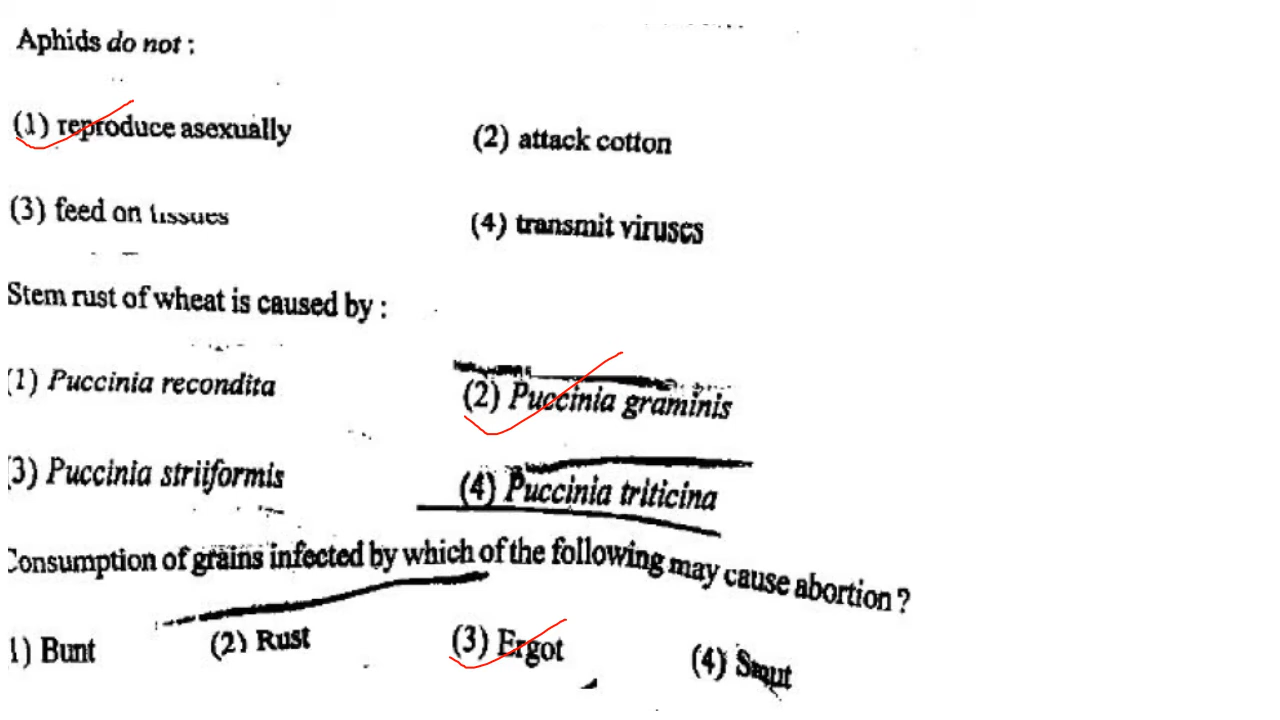 Aphids do not :
(1) reproduce asexually (2) attack cotton
(3) feed on tissues (4) transmit viruses
Stem rust of wheat is caused by :
(1) Puccinia recondita (2) Puccinia graminis
(3) Puccinia striiformis (4) Puccinia triticina
Consumption of grains infected by which of the following may cause abortion ?
1) Bunt (2) Rust (3) Ergot (4) Smut